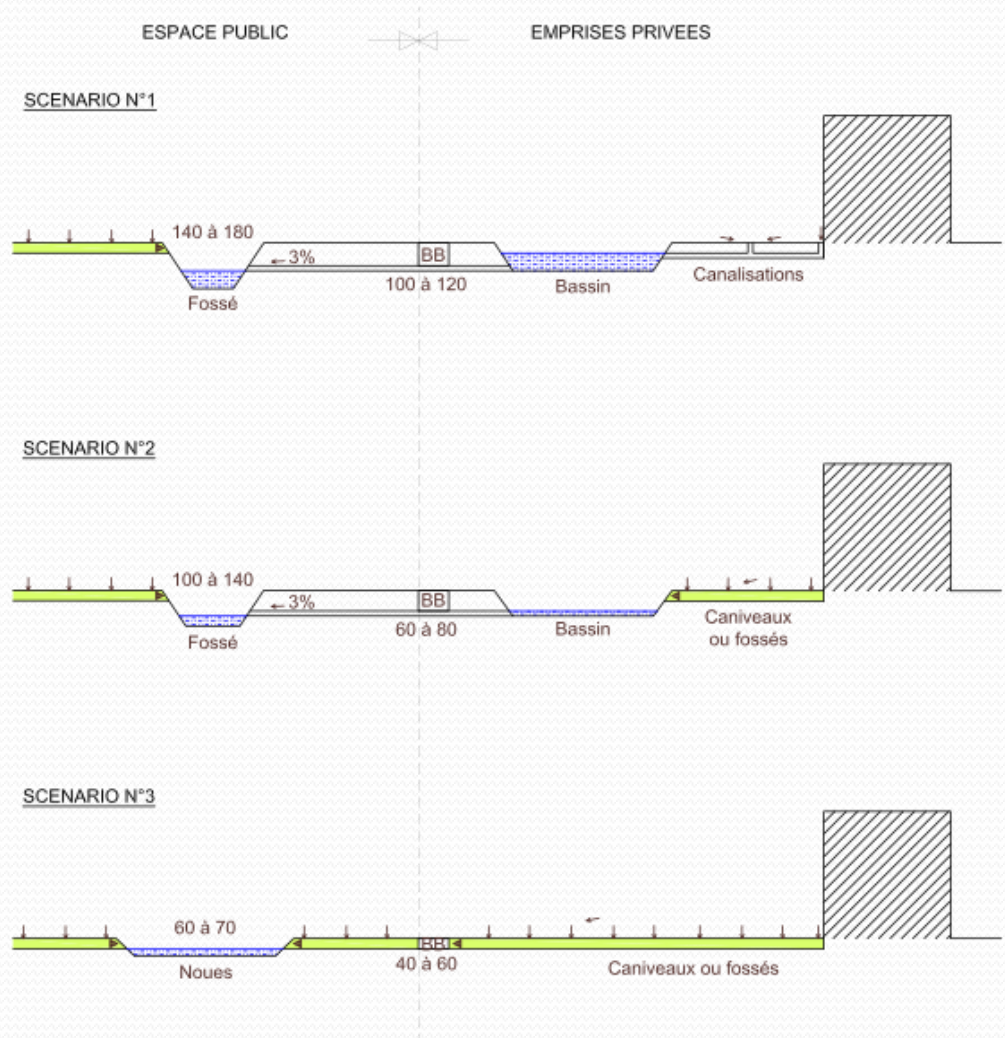 ESPACE PUBLIC
EMPRISES PRIVEES
SCENARIO N°1
140 à 180
3%
BB
100 à 120
Fossé
Bassin
Canalisations
SCENARIO N°2
100 à 140
3%
BB
60 à 80
Fossé
Bassin
Caniveaux
ou fossés
SCENARIO N°3
60 à 70
BB
40 à 60
Noues
Caniveaux ou fossés